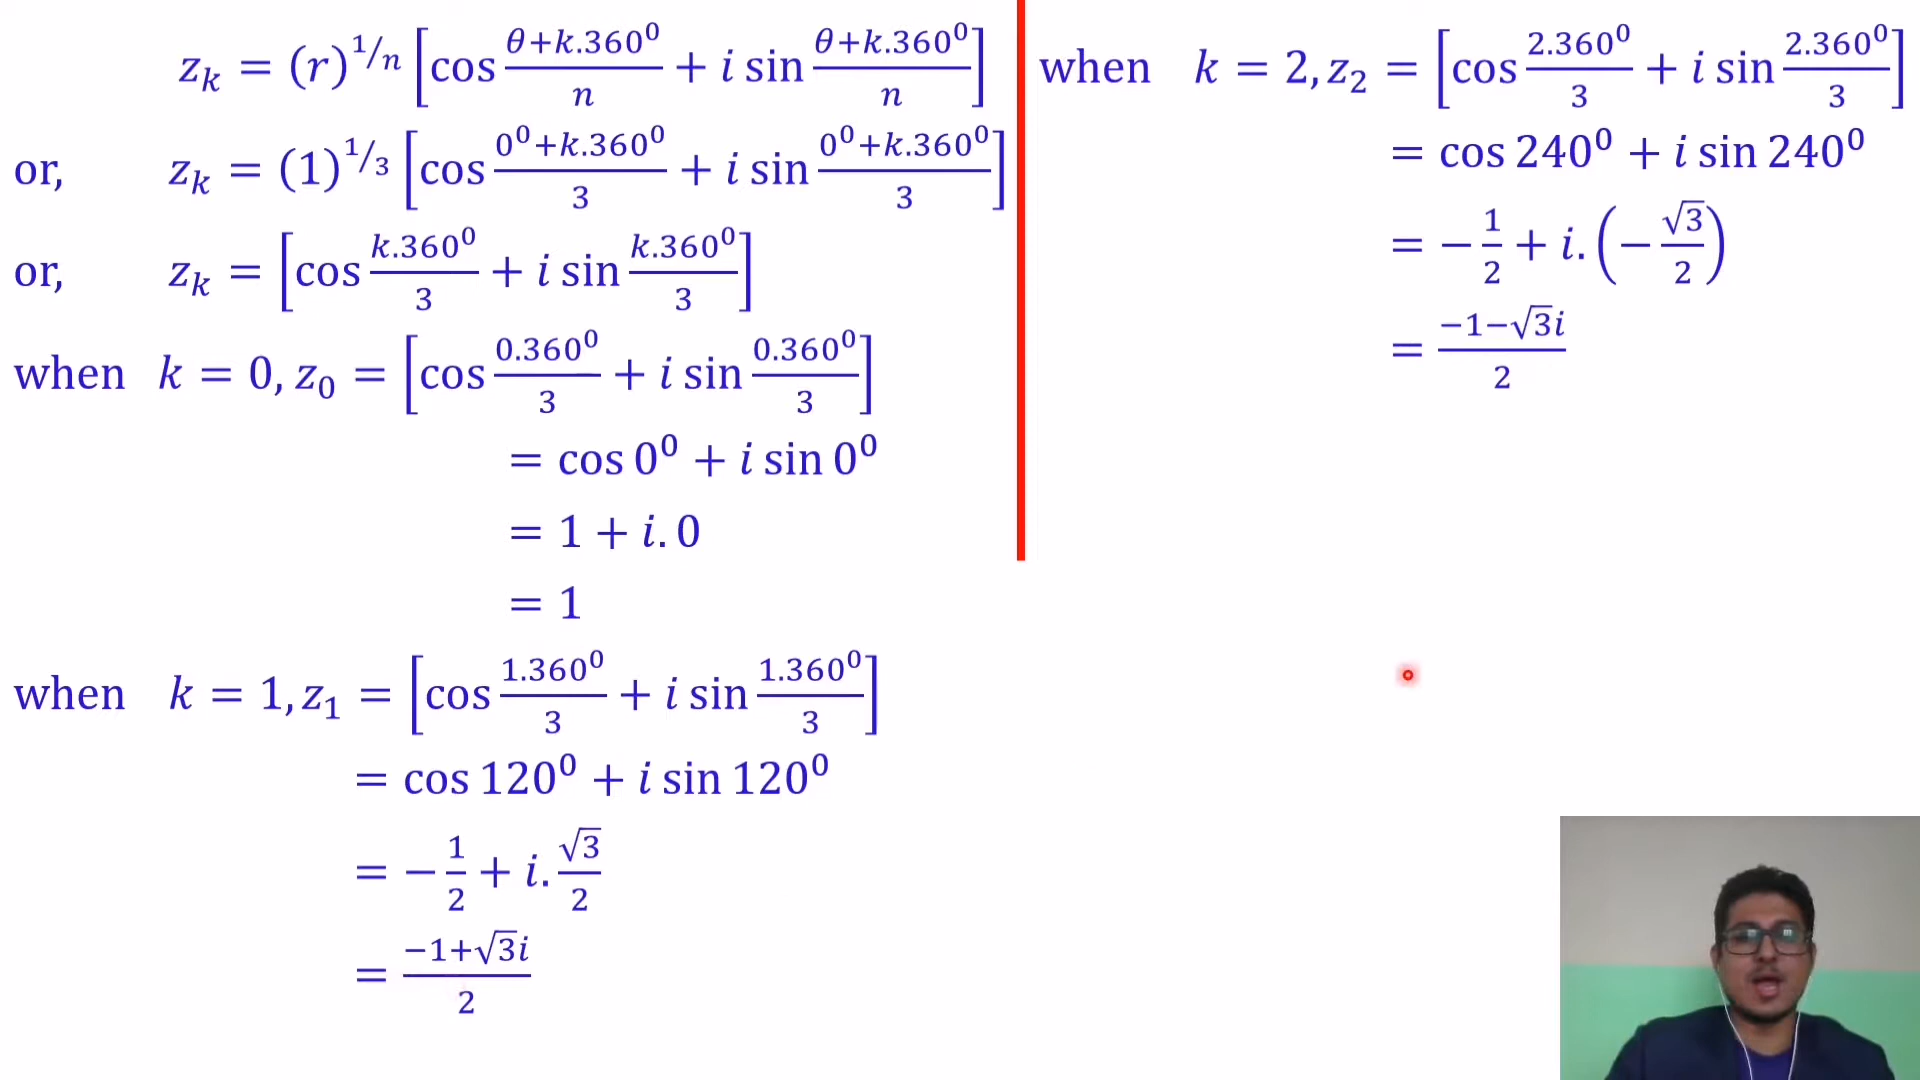 z_k = (r)^{1/n} [cos (θ+k.360⁰)/n + i sin (θ+k.360⁰)/n]
or, z_k = (1)^{1/3} [cos (0⁰+k.360⁰)/3 + i sin (0⁰+k.360⁰)/3]
or, z_k = [cos k.360⁰/3 + i sin k.360⁰/3]
when k = 0, z₀ = [cos 0.360⁰/3 + i sin 0.360⁰/3]
= cos 0⁰ + i sin 0⁰
= 1 + i. 0
= 1
when k = 1, z₁ = [cos 1.360⁰/3 + i sin 1.360⁰/3]
= cos 120⁰ + i sin 120⁰
= −1/2 + i. √3/2
= (−1+√3i)/2
when k = 2, z₂ = [cos 2.360⁰/3 + i sin 2.360⁰/3]
= cos 240⁰ + i sin 240⁰
= −1/2 + i. (−√3/2)
= (−1−√3i)/2